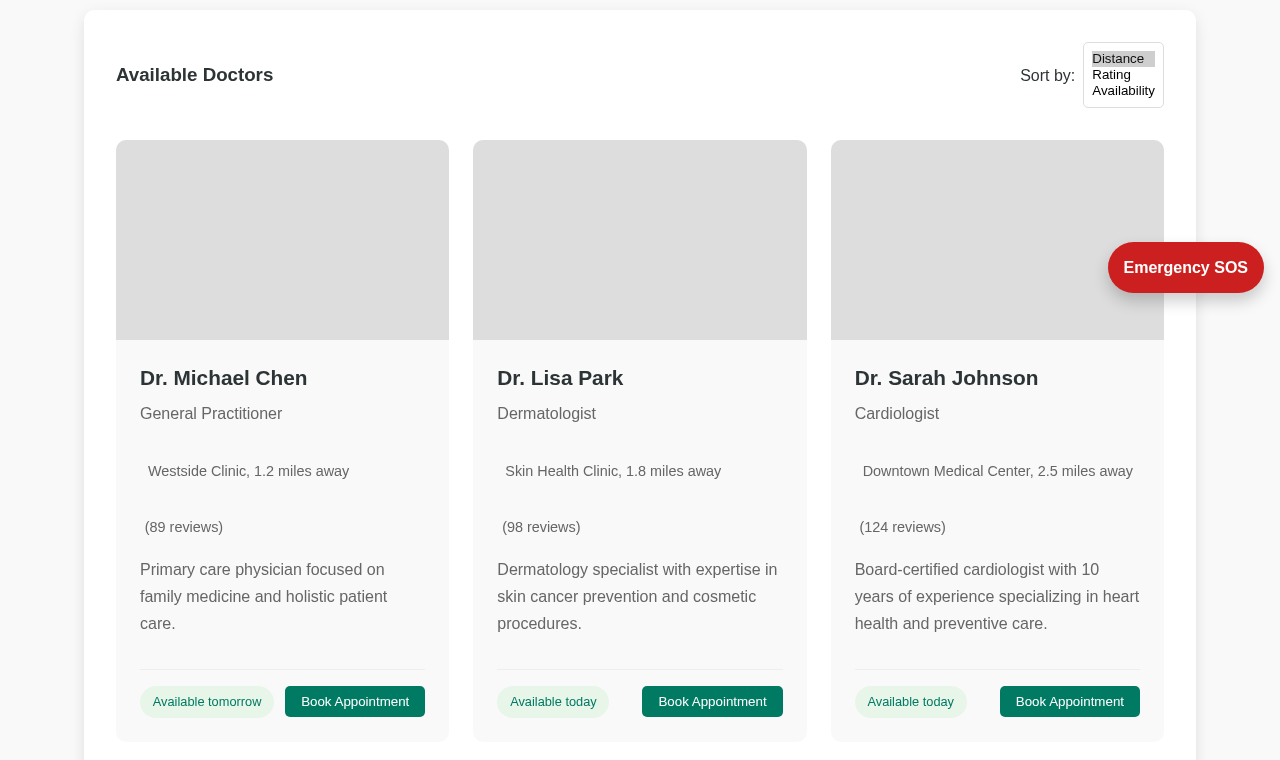 Available Doctors
Sort by:
Distance
Rating
Availability
Emergency SOS
Dr. Michael Chen
General Practitioner
Westside Clinic, 1.2 miles away
(89 reviews)
Primary care physician focused on
family medicine and holistic patient
care.
Available tomorrow
Book Appointment
Dr. Lisa Park
Dermatologist
Skin Health Clinic, 1.8 miles away
(98 reviews)
Dermatology specialist with expertise in
skin cancer prevention and cosmetic
procedures.
Available today
Book Appointment
Dr. Sarah Johnson
Cardiologist
Downtown Medical Center, 2.5 miles away
(124 reviews)
Board-certified cardiologist with 10
years of experience specializing in heart
health and preventive care.
Available today
Book Appointment